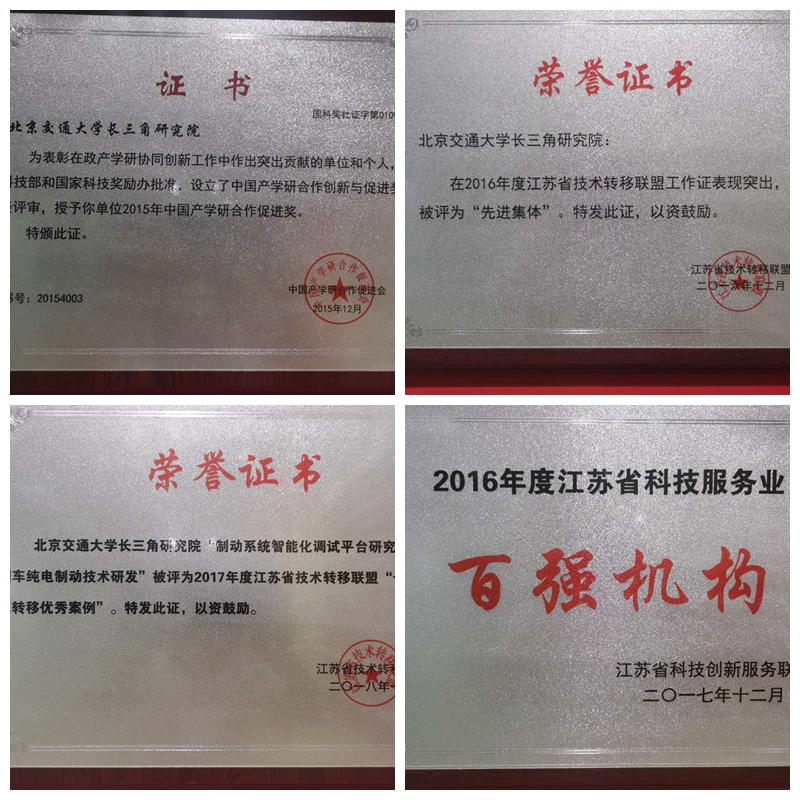 证书
国科奖社证字第010
北京交通大学长三角研究院
为表彰在政产学研协同创新工作中作出突出贡献的单位和个人，
技部和国家科技奖励办批准，设立了中国产学研合作创新与促进奖
评审，授予你单位2015年中国产学研合作促进奖。
特颁此证。
号：20154003
中国产学研合作促进会
2015年12月
荣誉证书
北京交通大学长三角研究院：
在2016年度江苏省技术转移联盟工作证表现突出，
被评为“先进集体”。特发此证，以资鼓励。
江苏省技术转移联盟
二〇一六年十二月
荣誉证书
北京交通大学长三角研究院“制动系统智能化调试平台研究
车纯电制动技术研发”被评为2017年度江苏省技术转移联盟“
转移优秀案例”。特发此证，以资鼓励。
江苏省技术转移
二〇一八年
2016年度江苏省科技服务业
百强机构
江苏省科技创新服务联
二〇一七年十二月